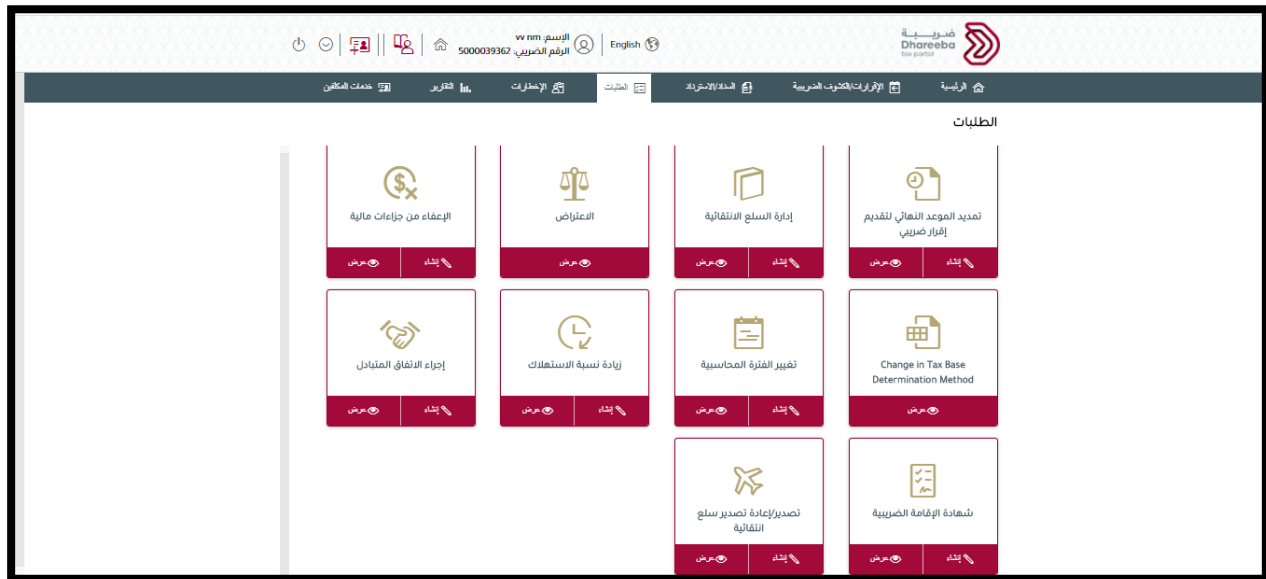 ضريبــة
Dhareeba
tax portal
English
الإسم: vv nm
الرقم الضريبي: 5000039362
الرئيسية
الإقرارات/الكشوف الضريبية
السداد/الاسترداد
الطلبات
الإخطارات
التقارير
خدمات المكلفين
الطلبات
تمديد الموعد النهائي لتقديم
إقرار ضريبي
إنشاء
عرض
إدارة السلع الانتقائية
إنشاء
عرض
الاعتراض
عرض
الإعفاء من جزاءات مالية
إنشاء
عرض
Change in Tax Base
Determination Method
عرض
تغيير الفترة المحاسبية
إنشاء
عرض
زيادة نسبة الاستهلاك
إنشاء
عرض
إجراء الاتفاق المتبادل
إنشاء
عرض
شهادة الإقامة الضريبية
إنشاء
عرض
تصدير/إعادة تصدير سلع
انتقائية
إنشاء
عرض